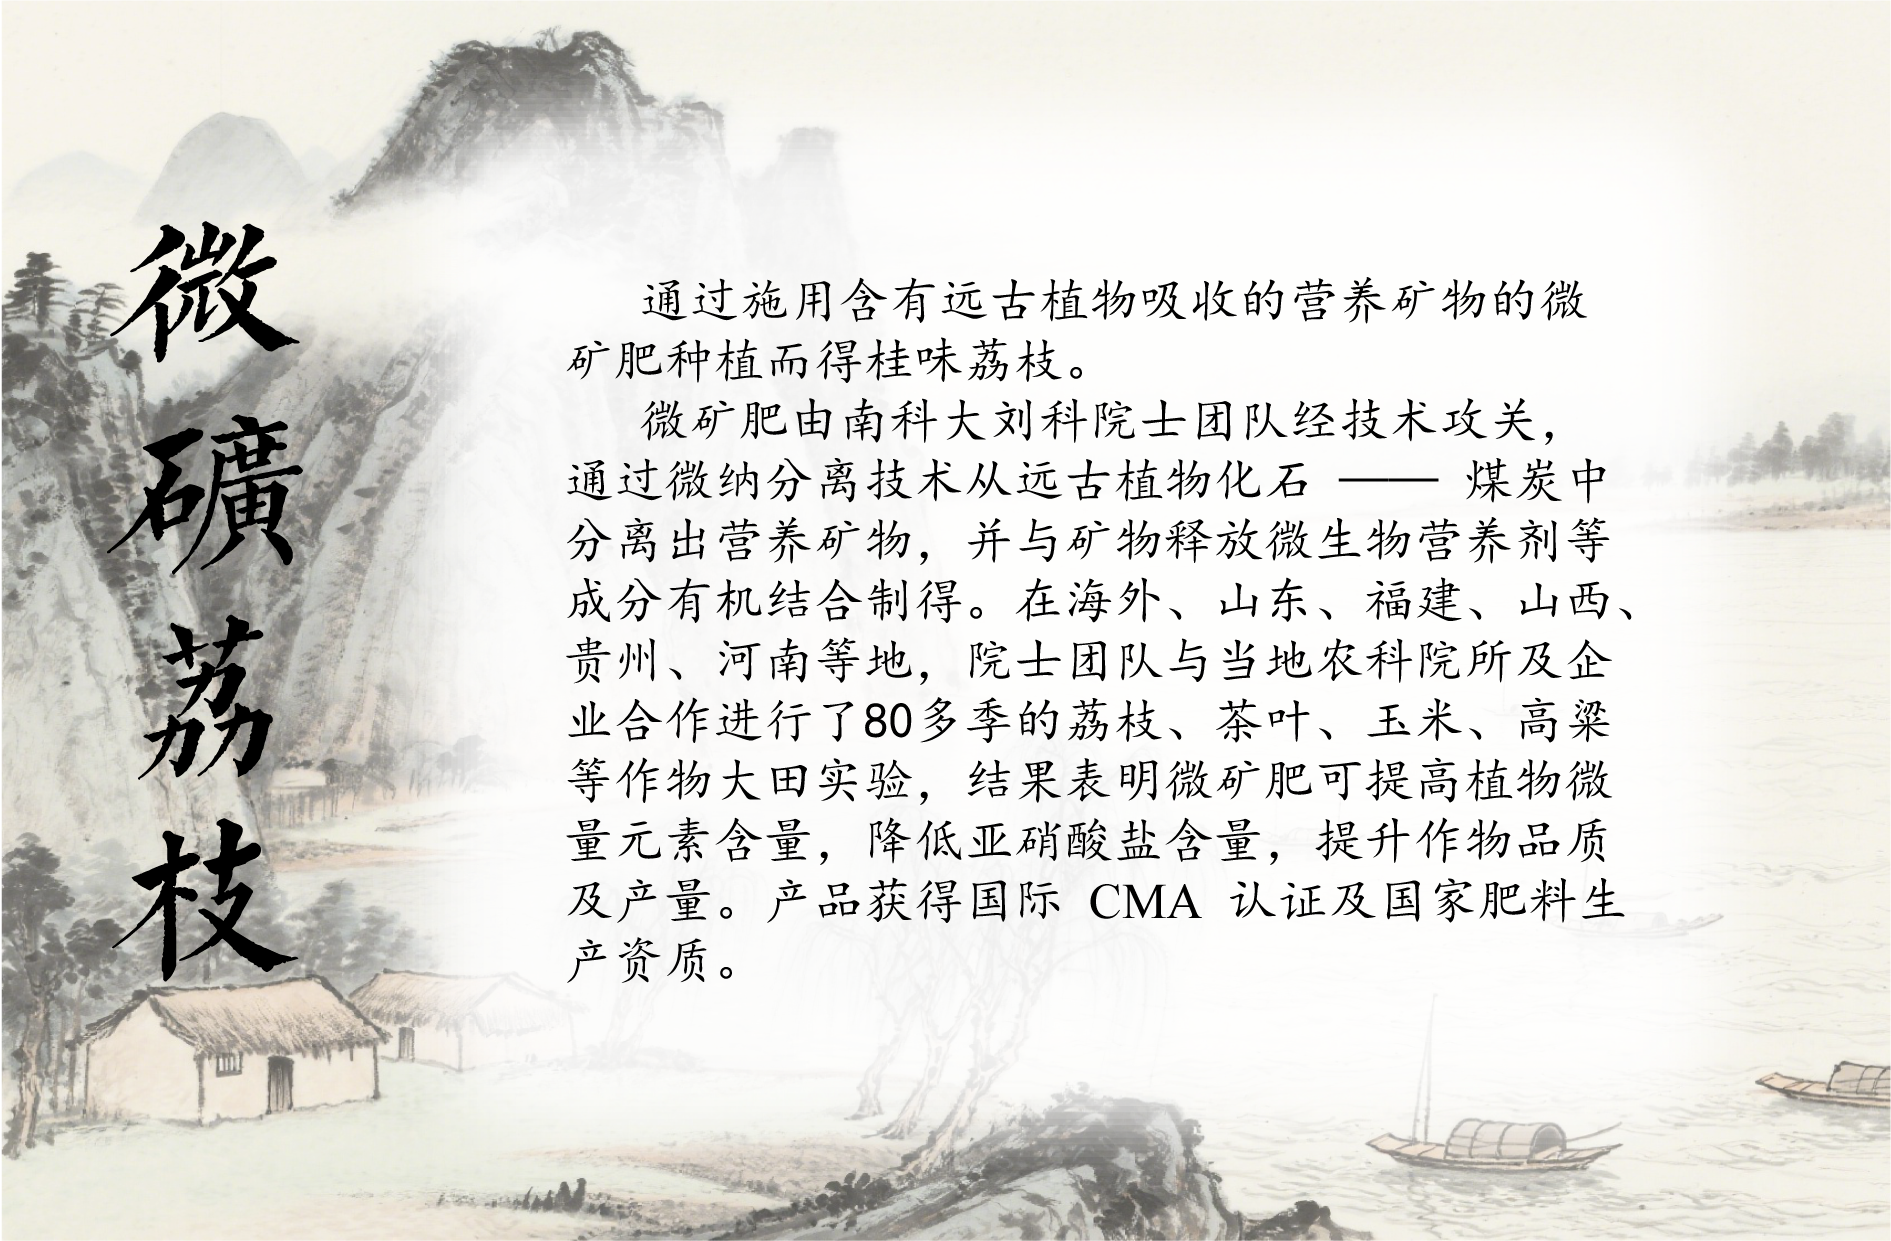 微礦荔枝
通过施用含有远古植物吸收的营养矿物的微
矿肥种植而得桂味荔枝。
微矿肥由南科大刘科院士团队经技术攻关，
通过微纳分离技术从远古植物化石 —— 煤炭中
分离出营养矿物，并与矿物释放微生物营养剂等
成分有机结合制得。在海外、山东、福建、山西、
贵州、河南等地，院士团队与当地农科院所及企
业合作进行了80多季的荔枝、茶叶、玉米、高粱
等作物大田实验，结果表明微矿肥可提高植物微
量元素含量，降低亚硝酸盐含量，提升作物品质
及产量。产品获得国际 CMA 认证及国家肥料生
产资质。